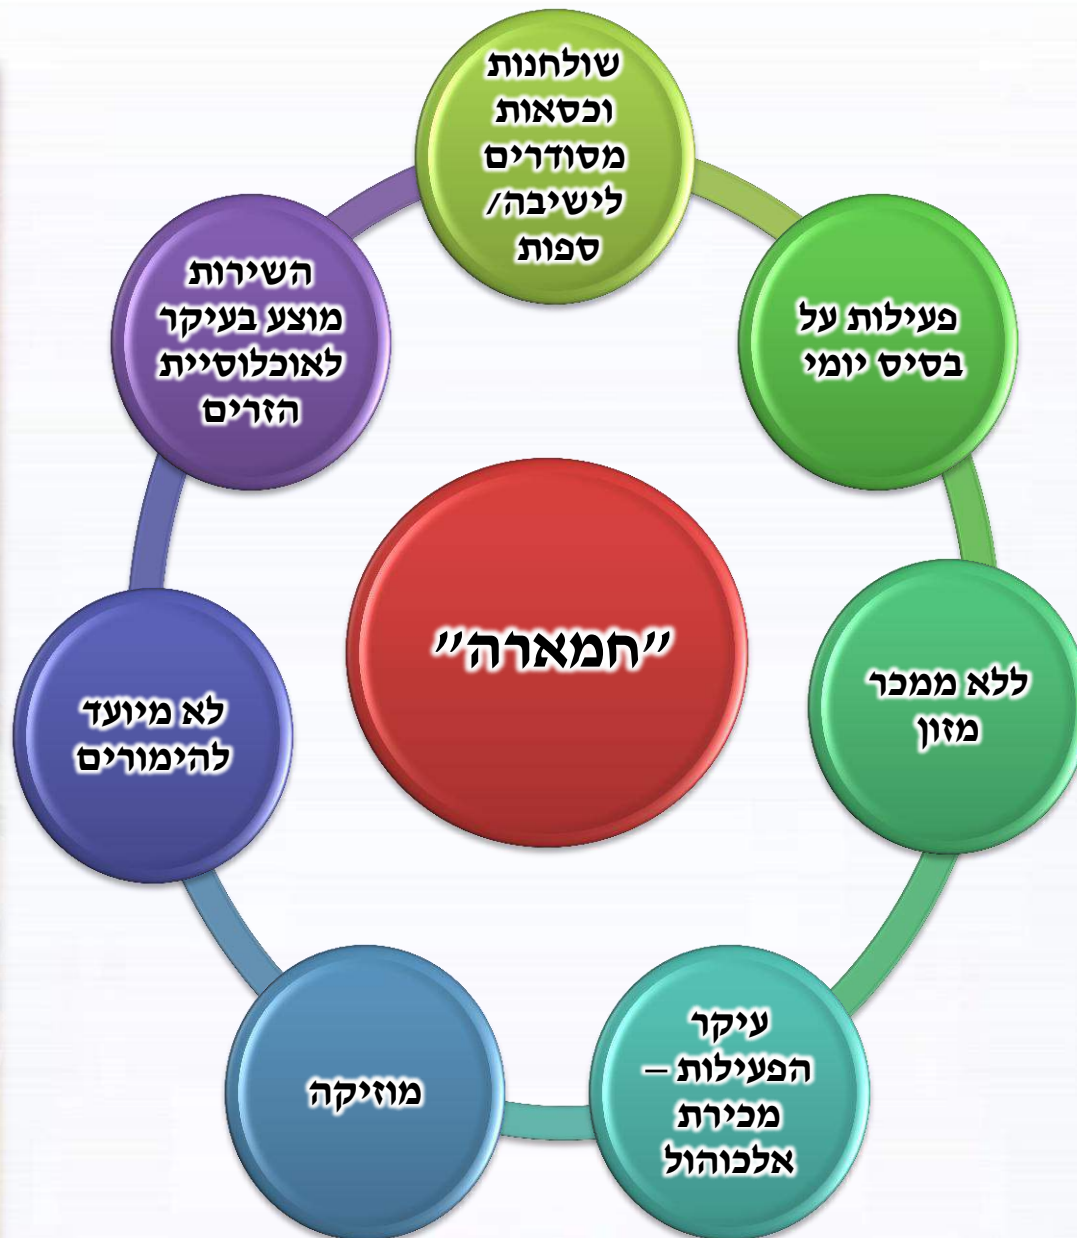 שולחנות
וכסאות
מסודרים
לישיבה/
ספות
פעילות על
בסיס יומי
ללא ממכר
מזון
עיקר
הפעילות –
מכירת
אלכוהול
מוזיקה
לא מיועד
להימורים
השירות
מוצע בעיקר
לאוכלוסיית
הזרים
"חמארה"